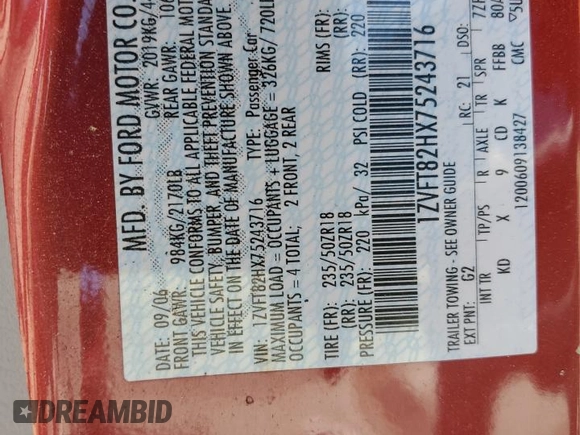 MFD. BY FORD MOTOR CO.
DATE: 09/06
GVWR: 2019KG/4
FRONT GAWR: 984KG/2170LB
REAR GAWR: 106
THIS VEHICLE CONFORMS TO ALL APPLICABLE FEDERAL MOTOR
VEHICLE SAFETY, BUMPER, AND THEFT PREVENTION STANDARDS
IN EFFECT ON THE DATE OF MANUFACTURE SHOWN ABOVE.
VIN: 1ZVFT82HX75243716
TYPE: Passenger Car
MAXIMUM LOAD = OCCUPANTS + LUGGAGE = 326KG/720LB
OCCUPANTS = 4 TOTAL; 2 FRONT, 2 REAR
TIRE (FR): 235/50ZR18 RIMS (FR):
(RR): 235/50ZR18 (RR):
PRESSURE (FR): 220 kPa/ 32 PSI COLD (RR): 220
1ZVFT82HX75243716
TRAILER TOWING - SEE OWNER GUIDE
EXT PNT: G2 RC: 21 DSO:
INT TR TP/PS R AXLE TR SPR
KD X 9 CD K FFBB
1200609138427 CMC
DREAMBID